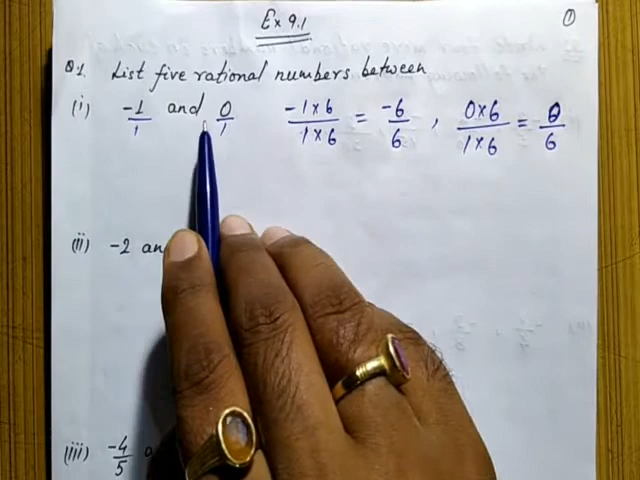 Ex 9.1
①
Q1. List five rational numbers between
(i) -1/1 and 0/1 -1×6/1×6 = -6/6 , 0×6/1×6 = 0/6
(ii) -2 an
(iii) -4/5 a